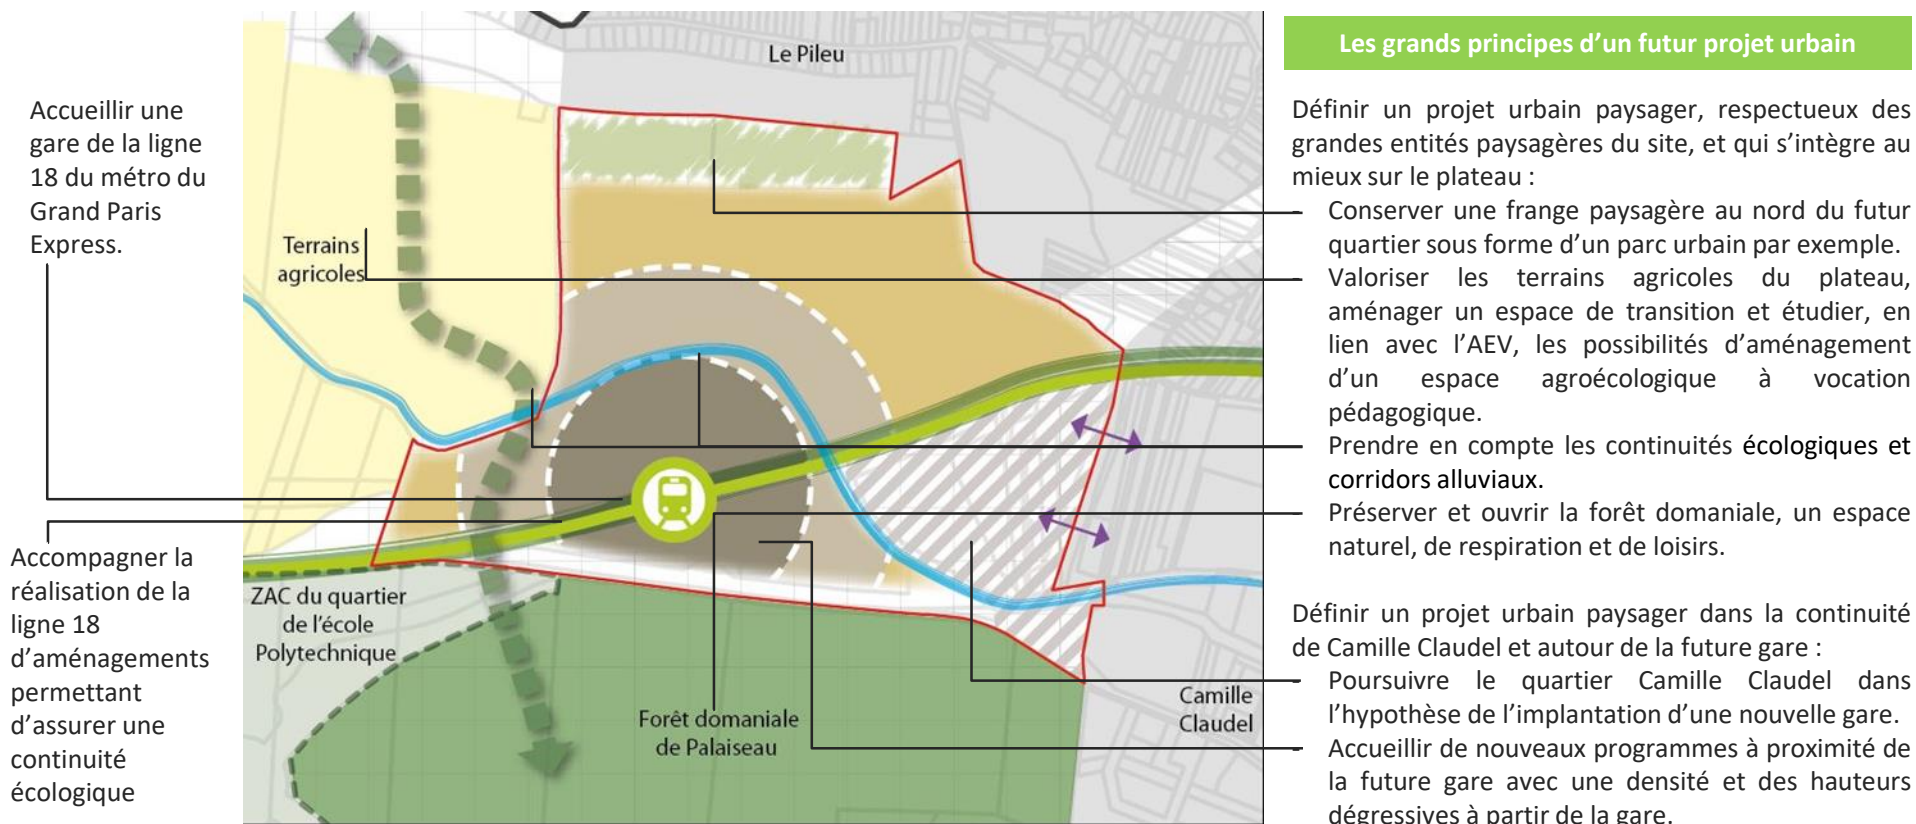 Accueillir une
gare de la ligne
18 du métro du
Grand Paris
Express.
Accompagner la
réalisation de la
ligne 18
d’aménagements
permettant
d’assurer une
continuité
écologique
Le Pileu
Terrains
agricoles
ZAC du quartier
de l’école
Polytechnique
Forêt domaniale
de Palaiseau
Camille
Claudel
Les grands principes d’un futur projet urbain
Définir un projet urbain paysager, respectueux des
grandes entités paysagères du site, et qui s’intègre au
mieux sur le plateau :
- Conserver une frange paysagère au nord du futur
quartier sous forme d’un parc urbain par exemple.
- Valoriser les terrains agricoles du plateau,
aménager un espace de transition et étudier, en
lien avec l’AEV, les possibilités d’aménagement
d’un espace agroécologique à vocation
pédagogique.
- Prendre en compte les continuités écologiques et
corridors alluviaux.
- Préserver et ouvrir la forêt domaniale, un espace
naturel, de respiration et de loisirs.
Définir un projet urbain paysager dans la continuité
de Camille Claudel et autour de la future gare :
- Poursuivre le quartier Camille Claudel dans
l’hypothèse de l’implantation d’une nouvelle gare.
- Accueillir de nouveaux programmes à proximité de
la future gare avec une densité et des hauteurs
dégressives à partir de la gare.